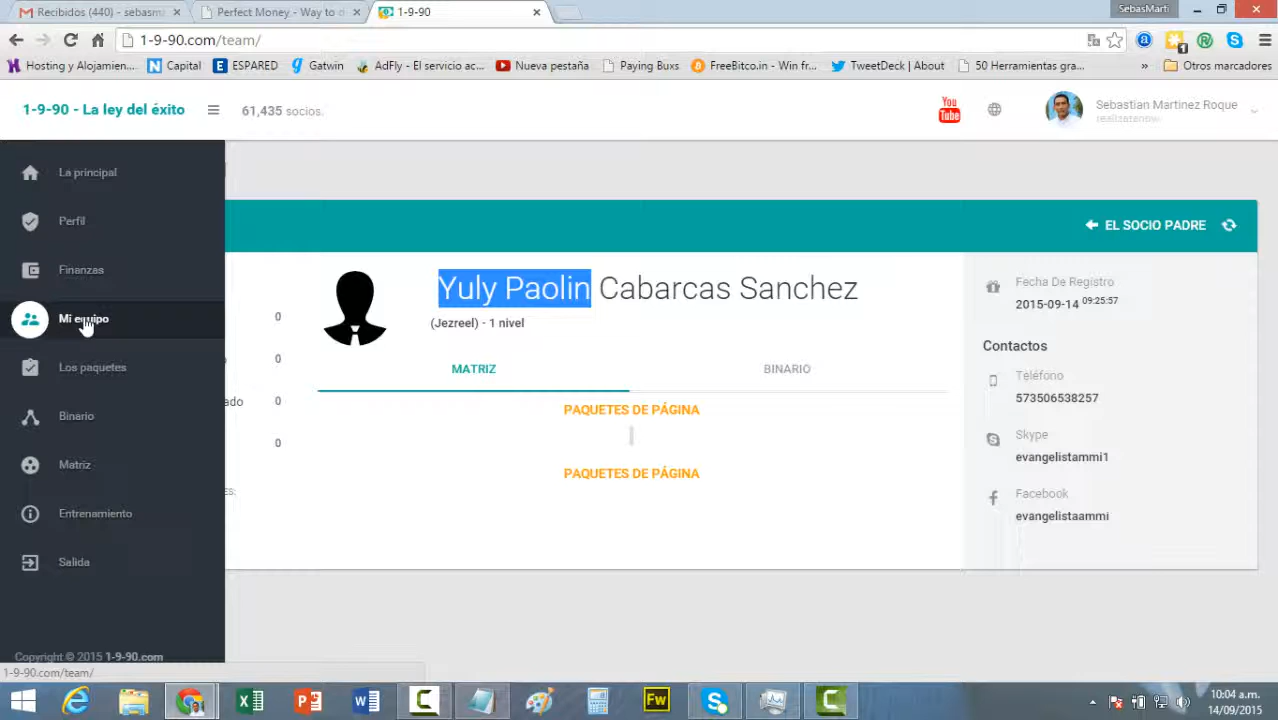 Recibidos (440) - sebasm
Perfect Money - Way to d
1-9-90
SebasMarti
1-9-90.com/team/
Hosting y Alojamien...
Capital
ESPARED
Gatwin
AdFly - El servicio ac...
Nueva pestaña
Paying Buxs
FreeBitco.in - Win fr...
TweetDeck | About
50 Herramientas gra...
»
Otros marcadores
1-9-90 - La ley del éxito
61,435 socios.
You Tube
Sebastian Martinez Roque
La principal
Perfil
Finanzas
Mi equipo
Los paquetes
Binario
Matriz
Entrenamiento
Salida
Copyright © 2015 1-9-90.com
1-9-90.com/team/
EL SOCIO PADRE
0
0
ado 0
0
es:
Yuly Paolin Cabarcas Sanchez
(Jezreel) - 1 nivel
MATRIZ
BINARIO
PAQUETES DE PÁGINA
PAQUETES DE PÁGINA
Fecha De Registro
2015-09-14 09:25:57
Contactos
Teléfono
573506538257
Skype
evangelistammi1
Facebook
evangelistaammi
Fw
10:04 a.m.
14/09/2015